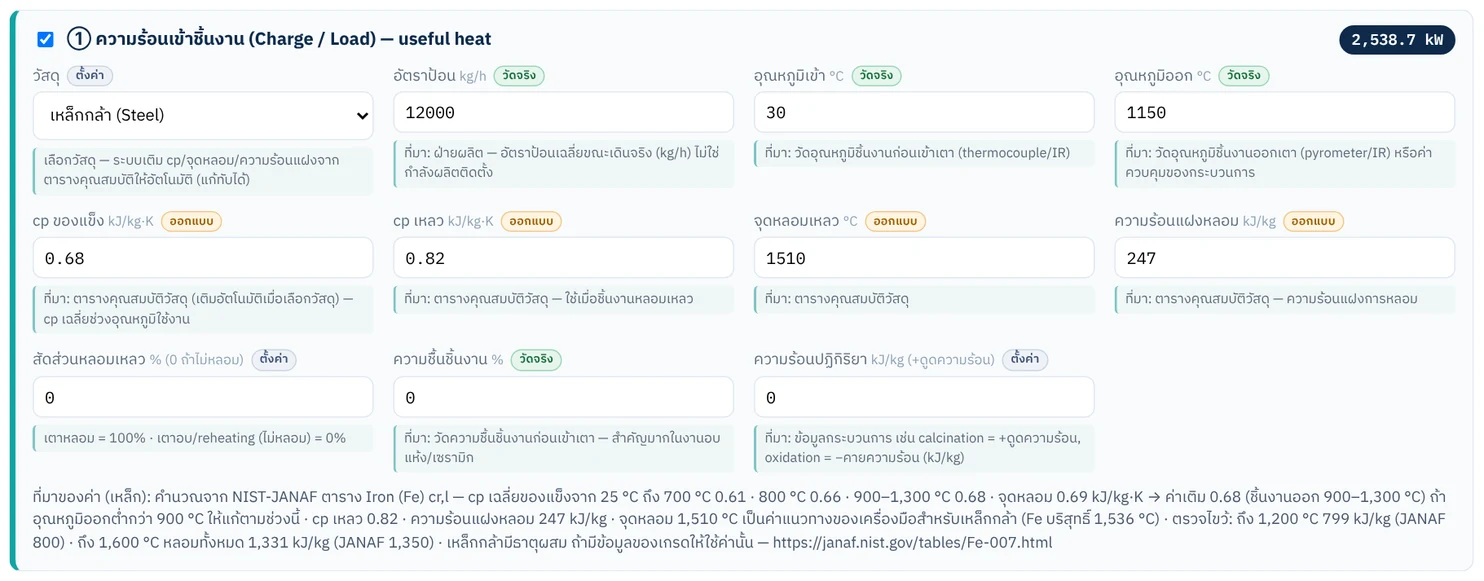 ① ความร้อนเข้าชิ้นงาน (Charge / Load) — useful heat
2,538.7 kW
วัสดุ ตั้งค่า
อัตราป้อน kg/h วัดจริง
อุณหภูมิเข้า °C วัดจริง
อุณหภูมิออก °C วัดจริง
เหล็กกล้า (Steel)
12000
30
1150
เลือกวัสดุ — ระบบเติม cp/จุดหลอม/ความร้อนแฝงจาก
ตารางคุณสมบัติให้อัตโนมัติ (แก้ทับได้)
ที่มา: ฝ่ายผลิต — อัตราป้อนเฉลี่ยขณะเดินจริง (kg/h) ไม่ใช่
กำลังผลิตติดตั้ง
ที่มา: วัดอุณหภูมิชิ้นงานก่อนเข้าเตา (thermocouple/IR)
ที่มา: วัดอุณหภูมิชิ้นงานออกเตา (pyrometer/IR) หรือค่า
ควบคุมของกระบวนการ
cp ของแข็ง kJ/kg·K ออกแบบ
cp เหลว kJ/kg·K ออกแบบ
จุดหลอมเหลว °C ออกแบบ
ความร้อนแฝงหลอม kJ/kg ออกแบบ
0.68
0.82
1510
247
ที่มา: ตารางคุณสมบัติวัสดุ (เติมอัตโนมัติเมื่อเลือกวัสดุ) —
cp เฉลี่ยช่วงอุณหภูมิใช้งาน
ที่มา: ตารางคุณสมบัติวัสดุ — ใช้เมื่อชิ้นงานหลอมเหลว
ที่มา: ตารางคุณสมบัติวัสดุ
ที่มา: ตารางคุณสมบัติวัสดุ — ความร้อนแฝงการหลอม
สัดส่วนหลอมเหลว % (0 ถ้าไม่หลอม) ตั้งค่า
ความชื้นชิ้นงาน % วัดจริง
ความร้อนปฏิกิริยา kJ/kg (+ดูดความร้อน) ตั้งค่า
0
0
0
เตาหลอม = 100% · เตาอบ/reheating (ไม่หลอม) = 0%
ที่มา: วัดความชื้นชิ้นงานก่อนเข้าเตา — สำคัญมากในงานอบ
แห้ง/เซรามิก
ที่มา: ข้อมูลกระบวนการ เช่น calcination = +ดูดความร้อน,
oxidation = −คายความร้อน (kJ/kg)
ที่มาของค่า (เหล็ก): คำนวณจาก NIST-JANAF ตาราง Iron (Fe) cr,l — cp เฉลี่ยของแข็งจาก 25 °C ถึง 700 °C 0.61 · 800 °C 0.66 · 900–1,300 °C 0.68 · จุดหลอม 0.69 kJ/kg·K → ค่าเติม 0.68 (ชิ้นงานออก 900–1,300 °C) ถ้า
อุณหภูมิออกต่ำกว่า 900 °C ให้แก้ตามช่วงนี้ · cp เหลว 0.82 · ความร้อนแฝงหลอม 247 kJ/kg · จุดหลอม 1,510 °C เป็นค่าแนวทางของเครื่องมือสำหรับเหล็กกล้า (Fe บริสุทธิ์ 1,536 °C) · ตรวจไขว้: ถึง 1,200 °C 799 kJ/kg (JANAF
800) · ถึง 1,600 °C หลอมทั้งหมด 1,331 kJ/kg (JANAF 1,350) · เหล็กกล้ามีธาตุผสม ถ้ามีข้อมูลของเกรดให้ใช้ค่านั้น — https://janaf.nist.gov/tables/Fe-007.html